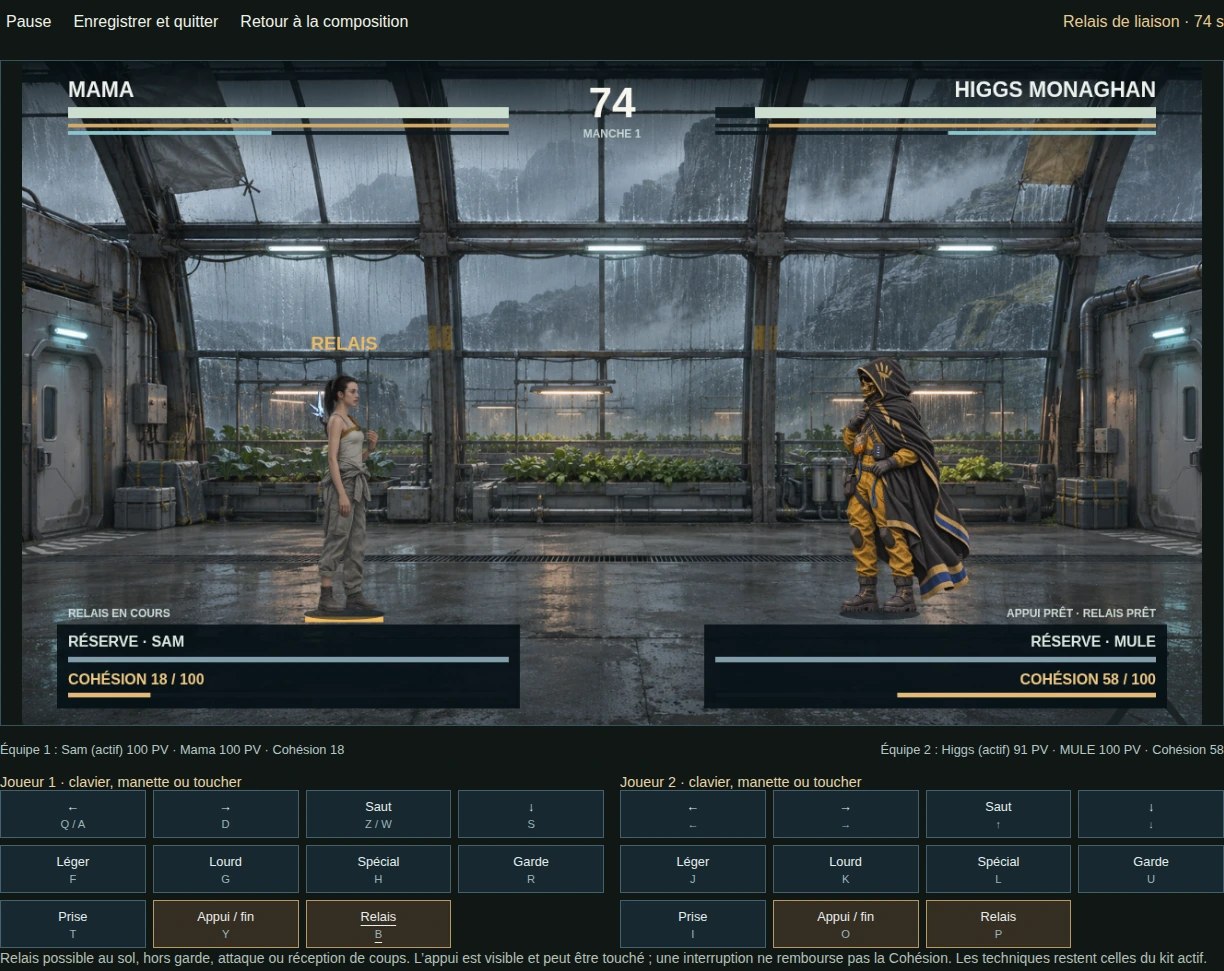 Pause Enregistrer et quitter Retour à la composition Relais de liaison · 74 s
MAMA 74 HIGGS MONAGHAN
MANCHE 1
RELAIS
RELAIS EN COURS APPUI PRÊT · RELAIS PRÊT
RÉSERVE · SAM RÉSERVE · MULE
COHÉSION 18 / 100 COHÉSION 58 / 100
Équipe 1 : Sam (actif) 100 PV · Mama 100 PV · Cohésion 18 Équipe 2 : Higgs (actif) 91 PV · MULE 100 PV · Cohésion 58
Joueur 1 · clavier, manette ou toucher Joueur 2 · clavier, manette ou toucher
← → Saut ↓ ← → Saut ↓
Q / A D Z / W S ← → ↑ ↓
Léger Lourd Spécial Garde Léger Lourd Spécial Garde
F G H R J K L U
Prise Appui / fin Relais Prise Appui / fin Relais
T Y B I O P
Relais possible au sol, hors garde, attaque ou réception de coups. L'appui est visible et peut être touché ; une interruption ne rembourse pas la Cohésion. Les techniques restent celles du kit actif.